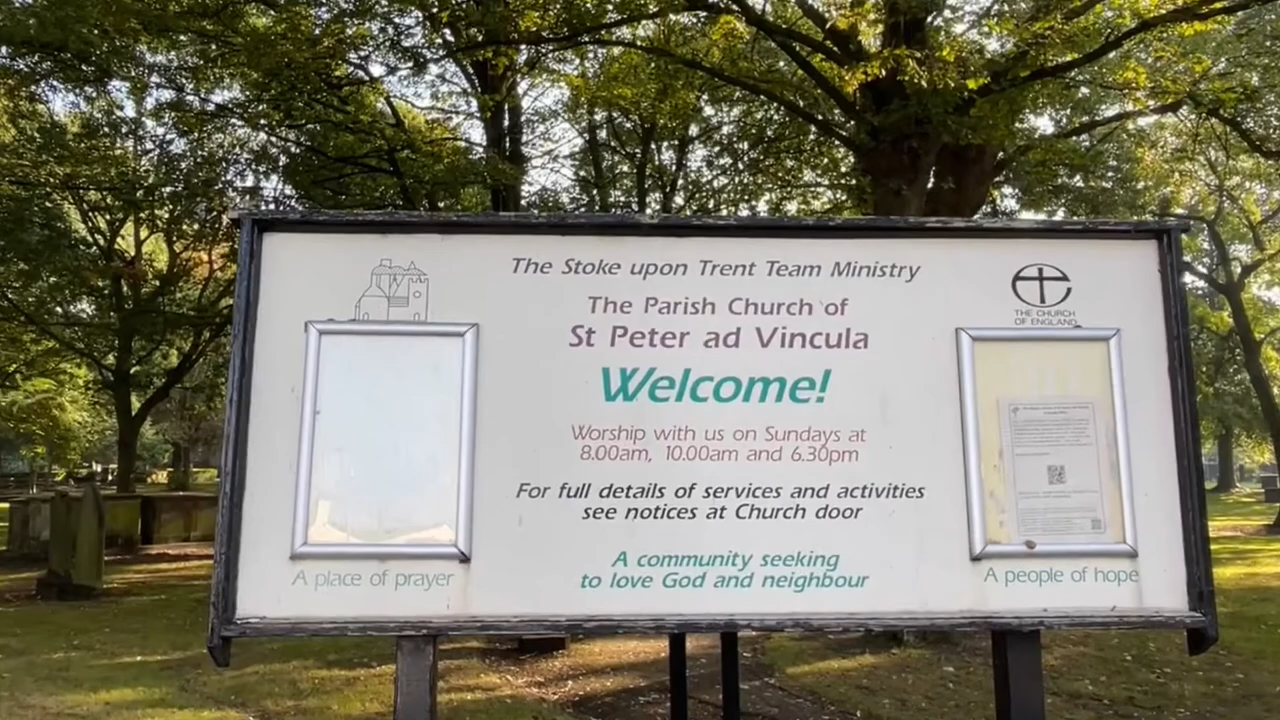 The Stoke upon Trent Team Ministry
The Parish Church of
St Peter ad Vincula
Welcome!
Worship with us on Sundays at
8.00am, 10.00am and 6.30pm
For full details of services and activities
see notices at Church door
A community seeking
to love God and neighbour
A place of prayer
THE CHURCH
OF ENGLAND
A people of hope